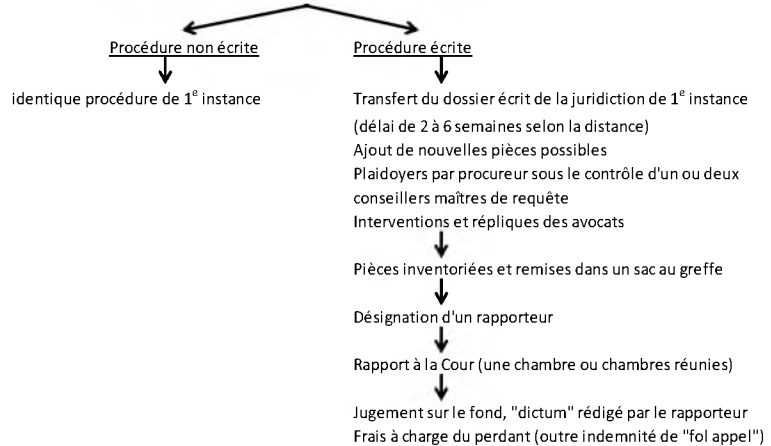 Procédure non écrite
identique procédure de 1e instance
Procédure écrite
Transfert du dossier écrit de la juridiction de 1e instance
(délai de 2 à 6 semaines selon la distance)
Ajout de nouvelles pièces possibles
Plaidoyers par procureur sous le contrôle d'un ou deux
conseillers maîtres de requête
Interventions et répliques des avocats
Pièces inventoriées et remises dans un sac au greffe
Désignation d'un rapporteur
Rapport à la Cour (une chambre ou chambres réunies)
Jugement sur le fond, "dictum" rédigé par le rapporteur
Frais à charge du perdant (outre indemnité de "fol appel")